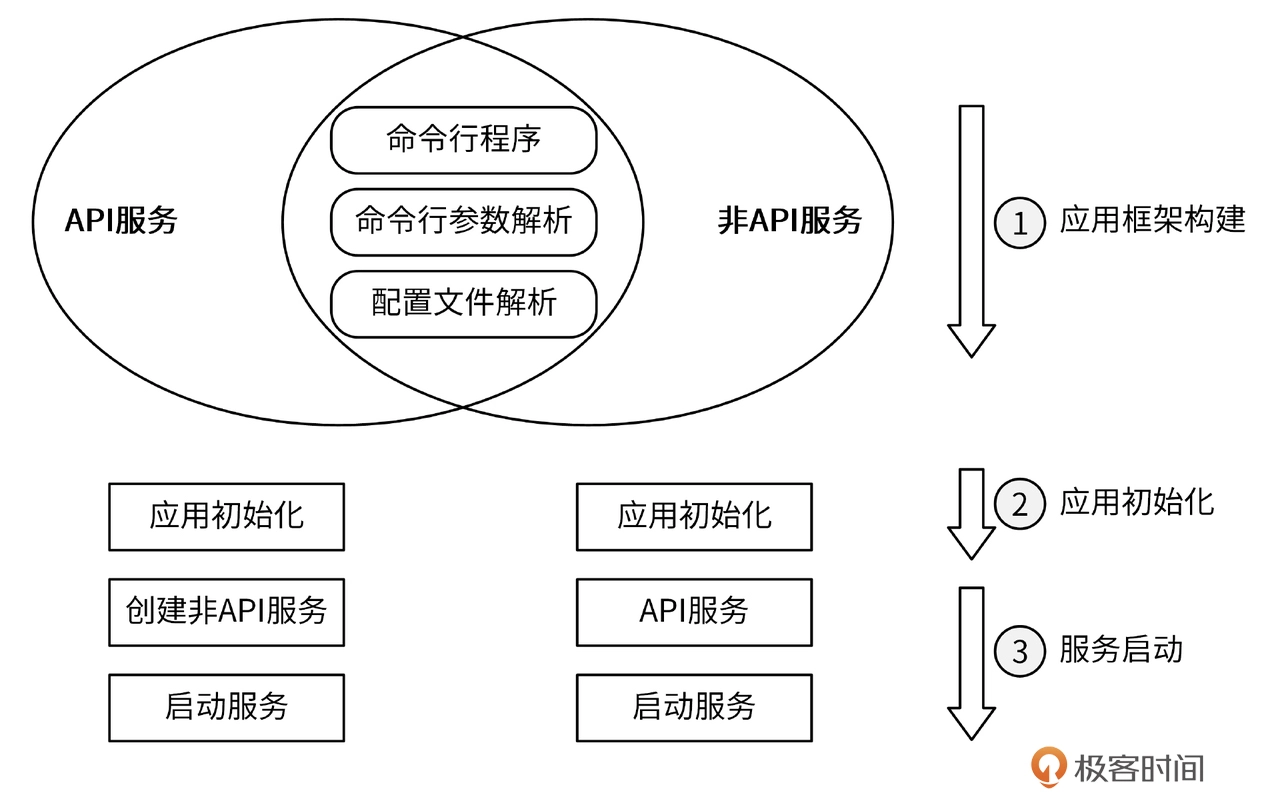 命令行程序
API服务
命令行参数解析
非API服务
1
应用框架构建
配置文件解析
应用初始化
应用初始化
2
应用初始化
创建非API服务
API服务
3
服务启动
启动服务
启动服务
极客时间